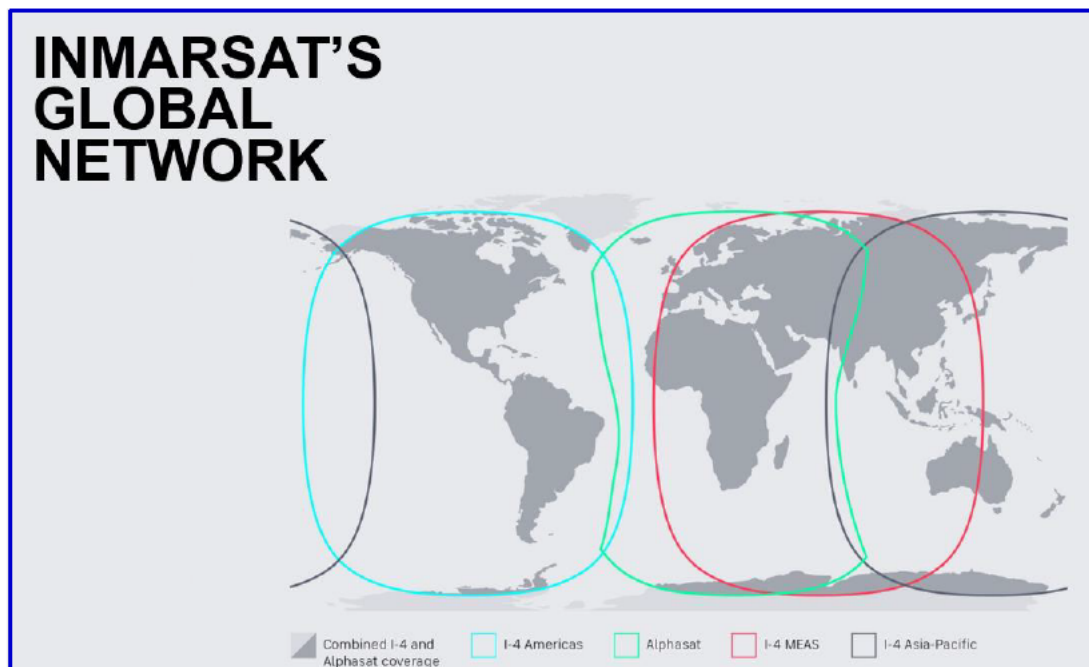 INMARSAT'S
GLOBAL
NETWORK
Combined I-4 and
Alphasat coverage
I-4 Americas
Alphasat
I-4 MEAS
I-4 Asia-Pacific